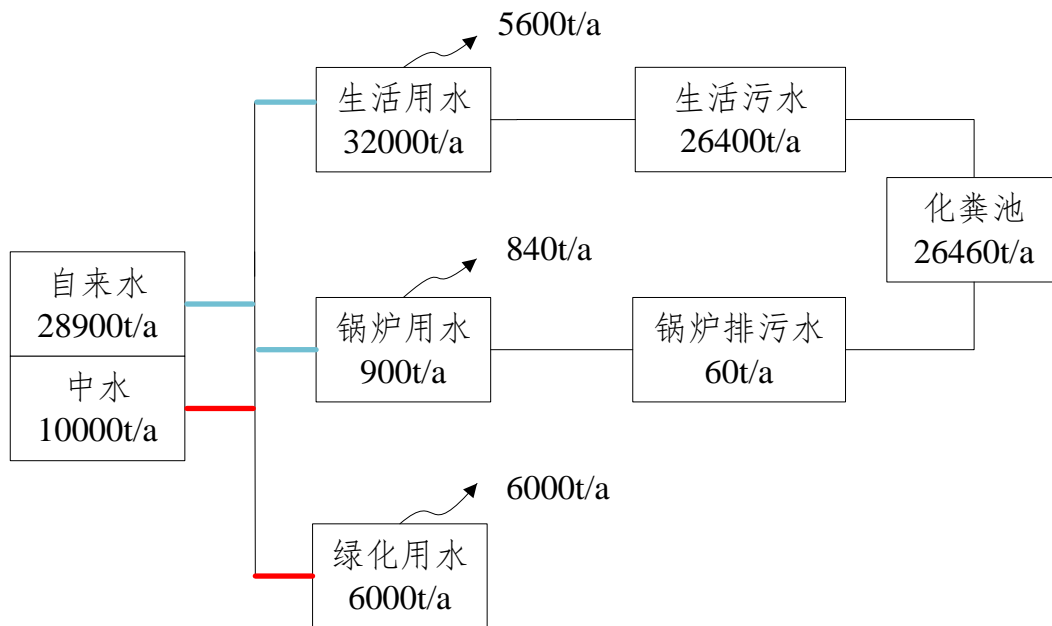 5600t/a
生活用水
32000t/a
生活污水
26400t/a
化粪池
26460t/a
840t/a
自来水
28900t/a
锅炉用水
900t/a
锅炉排污水
60t/a
中水
10000t/a
6000t/a
绿化用水
6000t/a